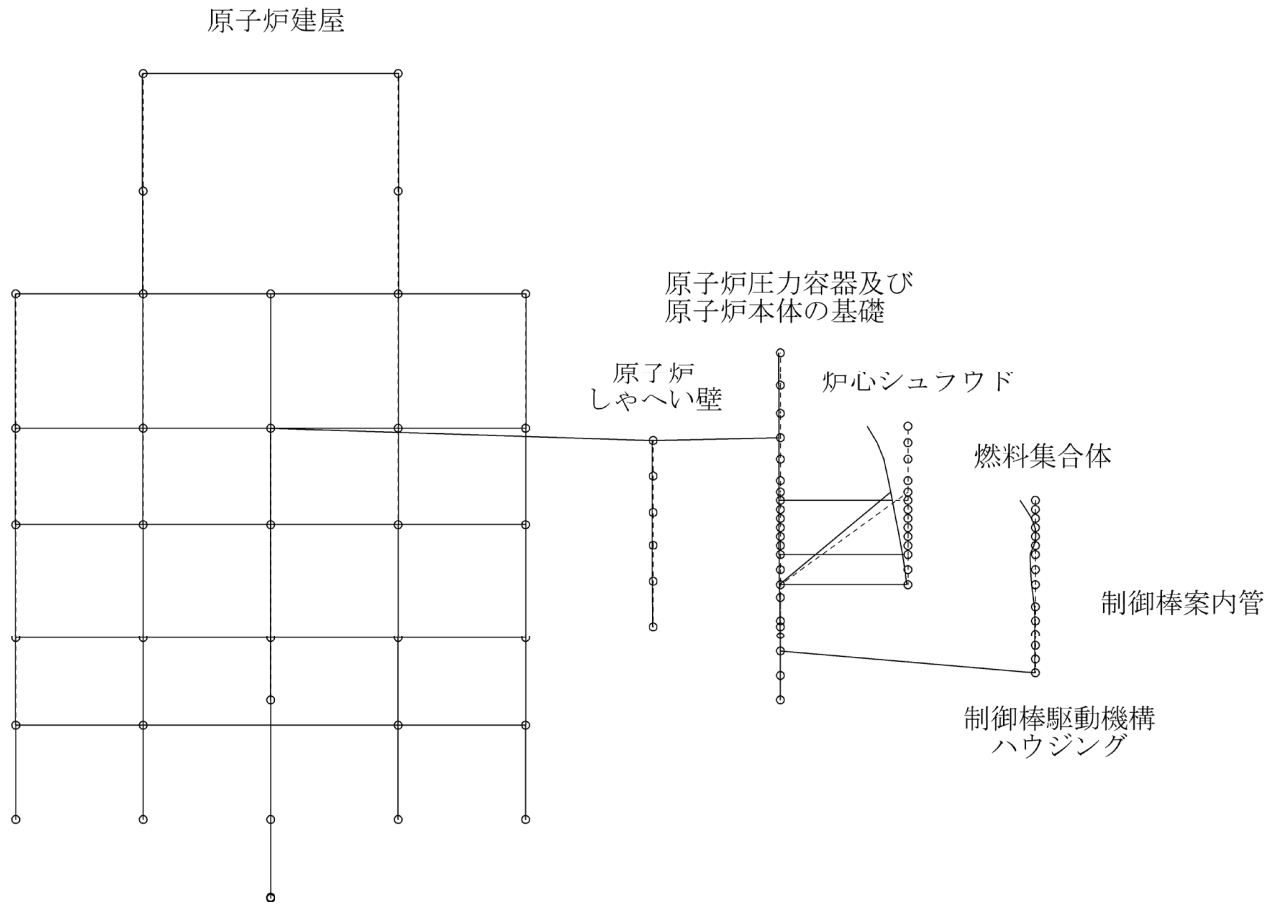 原子炉建屋
原子炉圧力容器及び
原子炉本体の基礎
原了炉
しゃへい壁
炉心シュラウド
燃料集合体
制御棒案内管
制御棒駆動機構
ハウジング